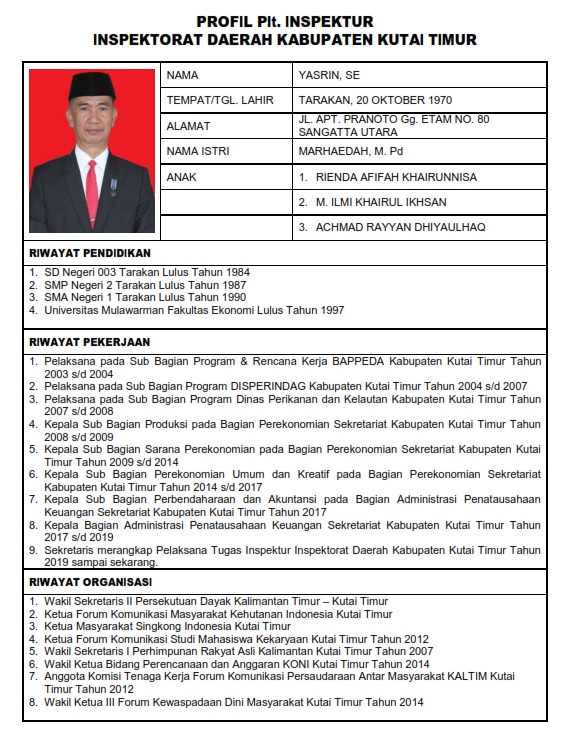 PROFIL Plt. INSPEKTUR
INSPEKTORAT DAERAH KABUPATEN KUTAI TIMUR
NAMA YASRIN, SE
TEMPAT/TGL. LAHIR TARAKAN, 20 OKTOBER 1970
ALAMAT JL. APT. PRANOTO Gg. ETAM NO. 80
SANGATTA UTARA
NAMA ISTRI MARHAEDAH, M. Pd
ANAK 1. RIENDA AFIFAH KHAIRUNNISA
2. M. ILMI KHAIRUL IKHSAN
3. ACHMAD RAYYAN DHIYAULHAQ
RIWAYAT PENDIDIKAN
1. SD Negeri 003 Tarakan Lulus Tahun 1984
2. SMP Negeri 2 Tarakan Lulus Tahun 1987
3. SMA Negeri 1 Tarakan Lulus Tahun 1990
4. Universitas Mulawarman Fakultas Ekonomi Lulus Tahun 1997
RIWAYAT PEKERJAAN
1. Pelaksana pada Sub Bagian Program & Rencana Kerja BAPPEDA Kabupaten Kutai Timur Tahun
2003 s/d 2004
2. Pelaksana pada Sub Bagian Program DISPERINDAG Kabupaten Kutai Timur Tahun 2004 s/d 2007
3. Pelaksana pada Sub Bagian Program Dinas Perikanan dan Kelautan Kabupaten Kutai Timur Tahun
2007 s/d 2008
4. Kepala Sub Bagian Produksi pada Bagian Perekonomian Sekretariat Kabupaten Kutai Timur Tahun
2008 s/d 2009
5. Kepala Sub Bagian Sarana Perekonomian pada Bagian Perekonomian Sekretariat Kabupaten Kutai
Timur Tahun 2009 s/d 2014
6. Kepala Sub Bagian Perekonomian Umum dan Kreatif pada Bagian Perekonomian Sekretariat
Kabupaten Kutai Timur Tahun 2014 s/d 2017
7. Kepala Sub Bagian Perbendaharaan dan Akuntansi pada Bagian Administrasi Penatausahaan
Keuangan Sekretariat Kabupaten Kutai Timur Tahun 2017
8. Kepala Bagian Administrasi Penatausahaan Keuangan Sekretariat Kabupaten Kutai Timur Tahun
2017 s/d 2019
9. Sekretaris merangkap Pelaksana Tugas Inspektur Inspektorat Daerah Kabupaten Kutai Timur Tahun
2019 sampai sekarang.
RIWAYAT ORGANISASI
1. Wakil Sekretaris II Persekutuan Dayak Kalimantan Timur – Kutai Timur
2. Ketua Forum Komunikasi Masyarakat Kehutanan Indonesia Kutai Timur
3. Ketua Masyarakat Singkong Indonesia Kutai Timur
4. Ketua Forum Komunikasi Studi Mahasiswa Kekaryaan Kutai Timur Tahun 2012
5. Wakil Sekretaris I Perhimpunan Rakyat Asli Kalimantan Kutai Timur Tahun 2007
6. Wakil Ketua Bidang Perencanaan dan Anggaran KONI Kutai Timur Tahun 2014
7. Anggota Komisi Tenaga Kerja Forum Komunikasi Persaudaraan Antar Masyarakat KALTIM Kutai
Timur Tahun 2012
8. Wakil Ketua III Forum Kewaspadaan Dini Masyarakat Kutai Timur Tahun 2014